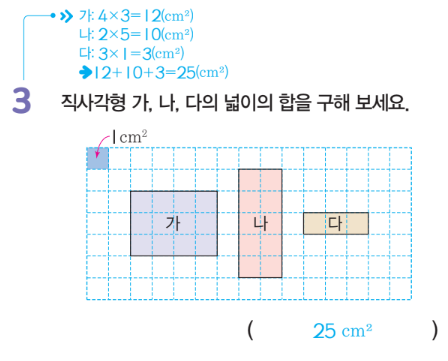 » 가: 4×3=12(cm²)
나: 2×5=10(cm²)
다: 3×1=3(cm²)
➔12+10+3=25(cm²)
3 직사각형 가, 나, 다의 넓이의 합을 구해 보세요.
1 cm²
가 나 다
( 25 cm² )